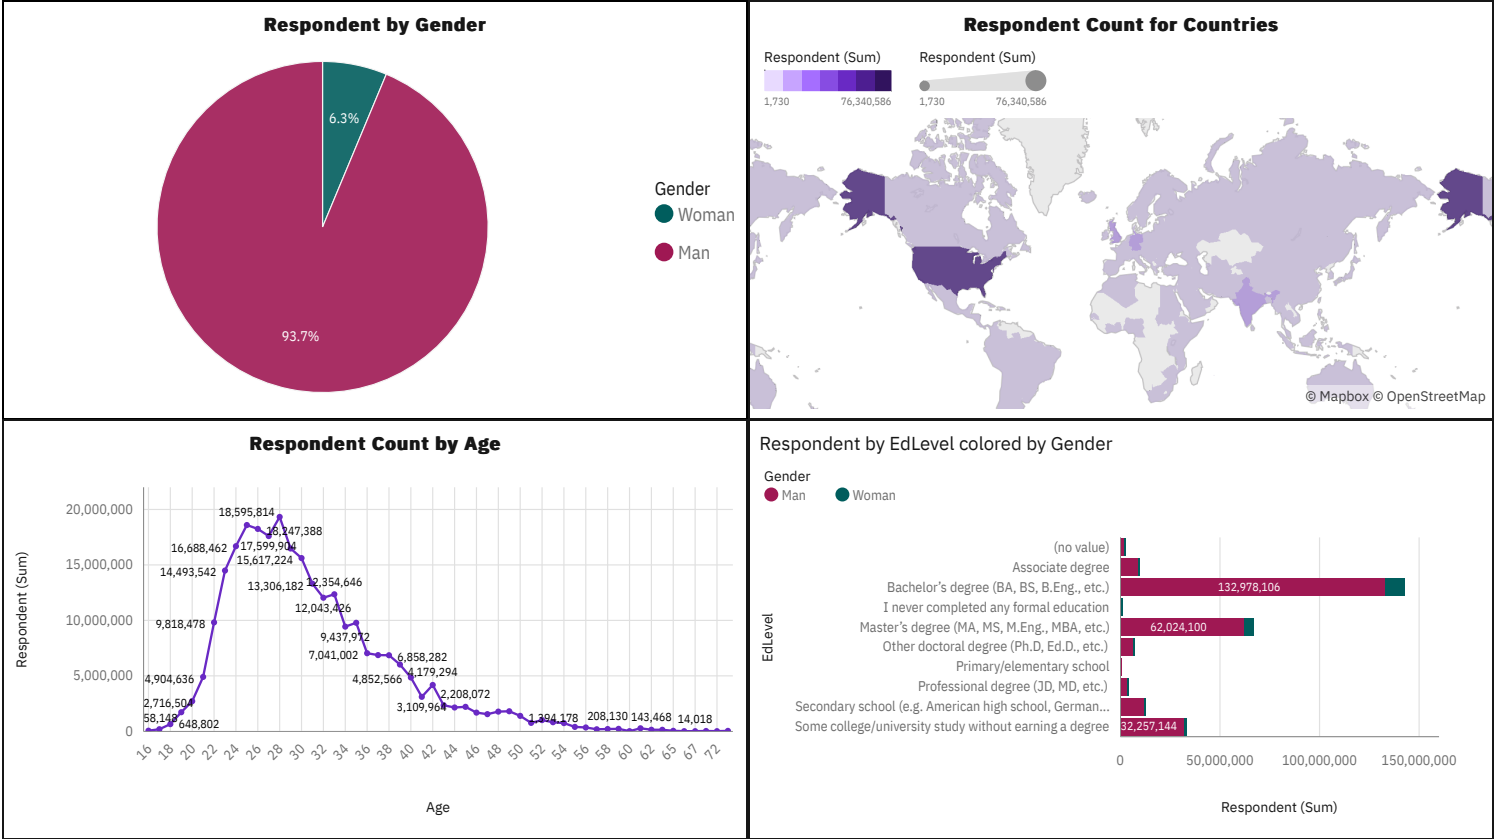 Respondent by Gender
6.3%
93.7%
Gender
Woman
Man
Respondent Count for Countries
Respondent (Sum)
1,730 76,340,586
Respondent (Sum)
1,730 76,340,586
© Mapbox © OpenStreetMap
Respondent Count by Age
Respondent (Sum)
20,000,000
15,000,000
10,000,000
5,000,000
0
58,148
648,802
2,716,504
4,904,636
9,818,478
14,493,542
16,688,462
18,595,814
18,247,388
17,599,904
15,617,224
13,306,182
12,043,426
12,354,646
9,437,972
7,041,002
6,858,282
4,852,566
3,109,964
4,179,294
2,208,072
1,394,178
208,130
143,468
14,018
16 18 20 22 24 26 28 30 32 34 36 38 40 42 44 46 48 50 52 54 56 58 60 62 65 67 72
Age
Respondent by EdLevel colored by Gender
Gender
Man Woman
EdLevel
(no value)
Associate degree
Bachelor’s degree (BA, BS, B.Eng., etc.) 132,978,106
I never completed any formal education
Master’s degree (MA, MS, M.Eng., MBA, etc.) 62,024,100
Other doctoral degree (Ph.D, Ed.D., etc.)
Primary/elementary school
Professional degree (JD, MD, etc.)
Secondary school (e.g. American high school, German...
Some college/university study without earning a degree 32,257,144
0 50,000,000 100,000,000 150,000,000
Respondent (Sum)